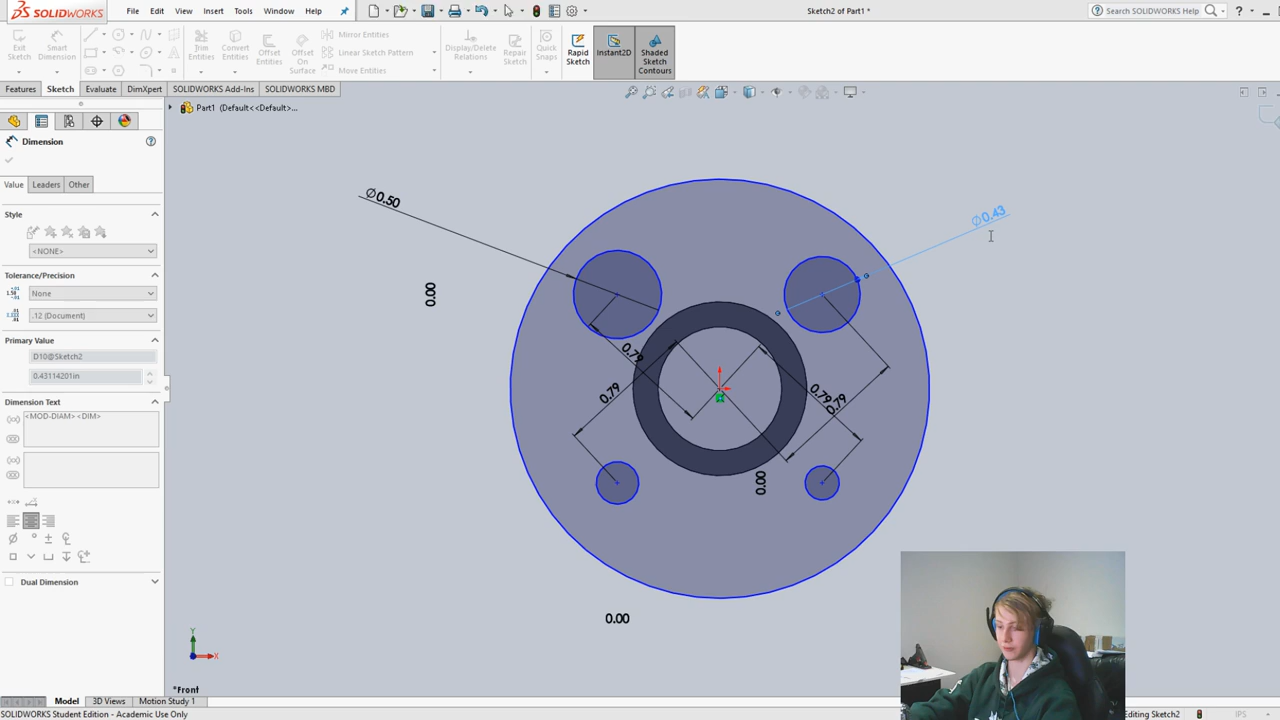 SOLIDWORKS File Edit View Insert Tools Window Help Sketch2 of Part1 * Search SOLIDWORKS Help ?
Exit Sketch
Smart Dimension
Trim Entities
Convert Entities
Offset Entities
Offset On Surface
Mirror Entities
Linear Sketch Pattern
Move Entities
Display/Delete Relations
Repair Sketch
Quick Snaps
Rapid Sketch
Instant2D
Shaded Sketch Contours
Features Sketch Evaluate DimXpert SOLIDWORKS Add-Ins SOLIDWORKS MBD
Part1 (Default<<Default>...
Dimension
Value Leaders Other
Style
<NONE>
Tolerance/Precision
None
.12 (Document)
Primary Value
D10@Sketch2
0.43114201in
Dimension Text
<MOD-DIAM> <DIM>
Dual Dimension
Ø0.50
Ø0.43
0.00
0.79
0.79
0.79
0.79
0.00
0.00
Y
X
*Front
Model 3D Views Motion Study 1
SOLIDWORKS Student Edition - Academic Use Only
Editing Sketch2
IPS